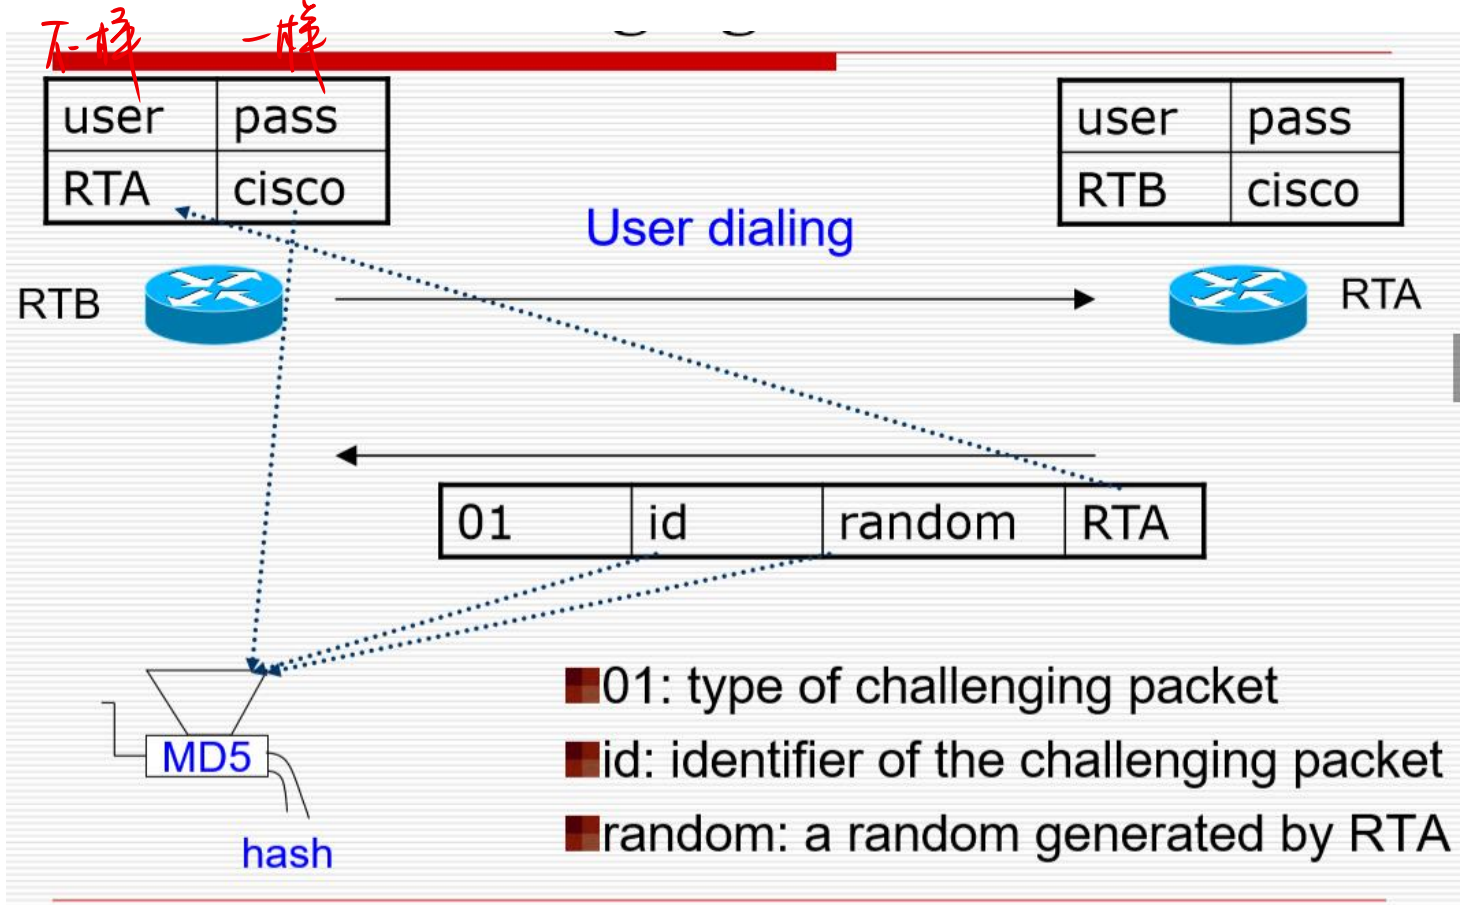 不一样 一样
user pass
RTA cisco
user pass
RTB cisco
User dialing
RTB
RTA
01 id random RTA
MD5
hash
01: type of challenging packet
id: identifier of the challenging packet
random: a random generated by RTA